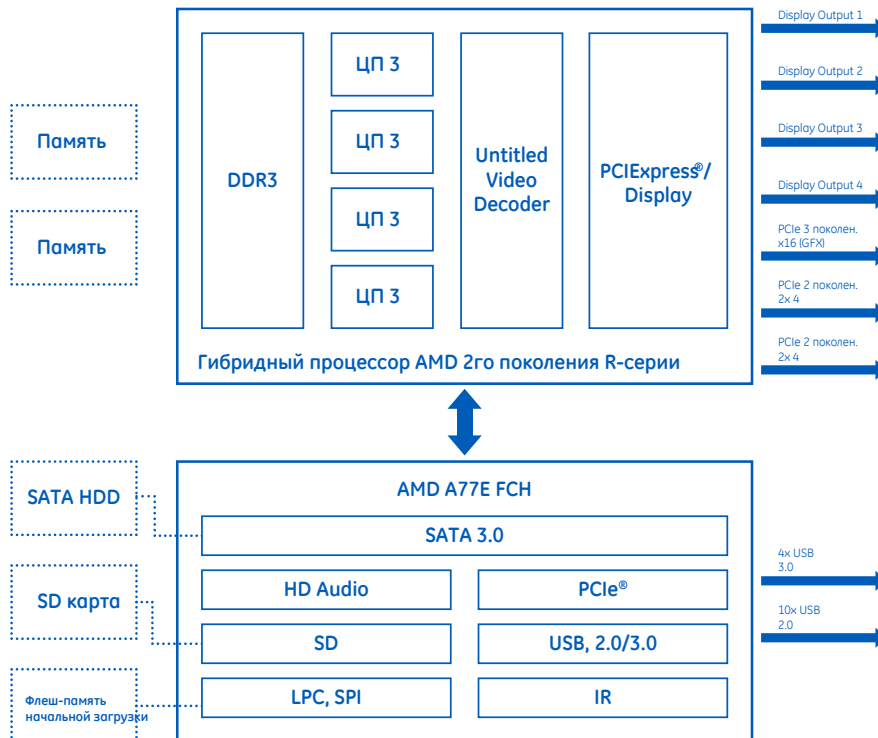 Display Output 1
Display Output 2
Display Output 3
Display Output 4
PCIe 3 поколен.
x16 (GFX)
PCIe 2 поколен.
2x 4
PCIe 2 поколен.
2x 4
Память
Память
DDR3
ЦП 3
ЦП 3
ЦП 3
ЦП 3
Untitled
Video
Decoder
PCIExpress®/
Display
Гибридный процессор AMD 2го поколения R-серии
AMD A77E FCH
SATA HDD
SATA 3.0
HD Audio
PCIe®
SD карта
SD
USB, 2.0/3.0
Флеш-память
начальной загрузки
LPC, SPI
IR
4x USB
3.0
10x USB
2.0